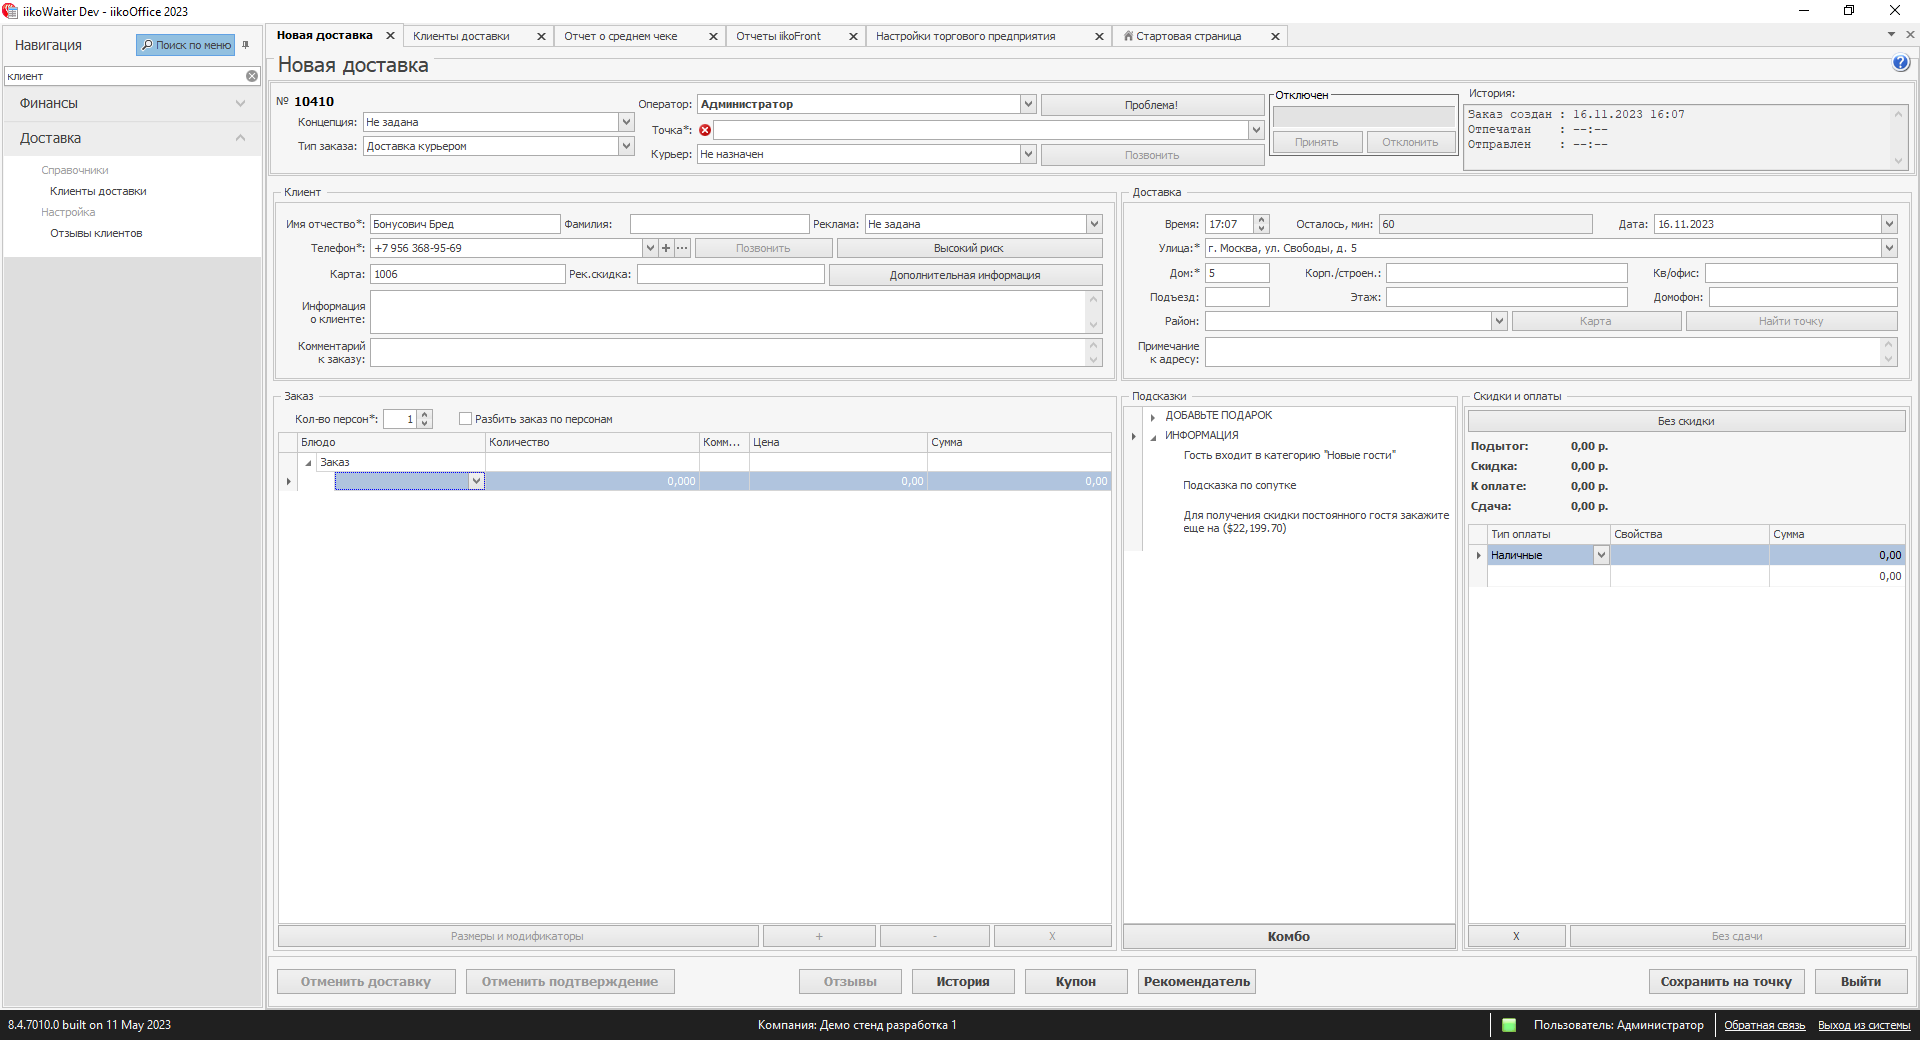 iikoWaiter Dev - iikoOffice 2023
Навигация
Поиск по меню
клиент
Финансы
Доставка
Справочники
Клиенты доставки
Настройка
Отзывы клиентов
Новая доставка
Клиенты доставки
Отчет о среднем чеке
Отчеты iikoFront
Настройки торгового предприятия
Стартовая страница
Новая доставка
№ 10410
Концепция: Не задана
Тип заказа: Доставка курьером
Оператор: Администратор
Проблема!
Точка*:
Курьер: Не назначен
Позвонить
Отключен
Принять
Отклонить
История:
Заказ создан : 16.11.2023 16:07
Отпечатан : --:--
Отправлен : --:--
Клиент
Имя отчество*: Бонусович Бред Фамилия: Реклама: Не задана
Телефон*: +7 956 368-95-69 + ... Позвонить Высокий риск
Карта: 1006 Рек.скидка: Дополнительная информация
Информация
о клиенте:
Комментарий
к заказу:
Доставка
Время: 17:07 Осталось, мин: 60 Дата: 16.11.2023
Улица:* г. Москва, ул. Свободы, д. 5
Дом:* 5 Корп./строен.: Кв/офис:
Подъезд: Этаж: Домофон:
Район: Карта Найти точку
Примечание
к адресу:
Заказ
Кол-во персон*: 1 Разбить заказ по персонам
Блюдо Количество Комм... Цена Сумма
Заказ
0,000 0,00 0,00
Размеры и модификаторы + - X
Подсказки
ДОБАВЬТЕ ПОДАРОК
ИНФОРМАЦИЯ
Гость входит в категорию "Новые гости"
Подсказка по сопутке
Для получения скидки постоянного гостя закажите
еще на ($22,199.70)
Комбо
Скидки и оплаты
Без скидки
Подытог: 0,00 р.
Скидка: 0,00 р.
К оплате: 0,00 р.
Сдача: 0,00 р.
Тип оплаты Свойства Сумма
Наличные 0,00
0,00
X Без сдачи
Отменить доставку Отменить подтверждение Отзывы История Купон Рекомендатель Сохранить на точку Выйти
8.4.7010.0 built on 11 May 2023 Компания: Демо стенд разработка 1 Пользователь: Администратор Обратная связь Выход из системы